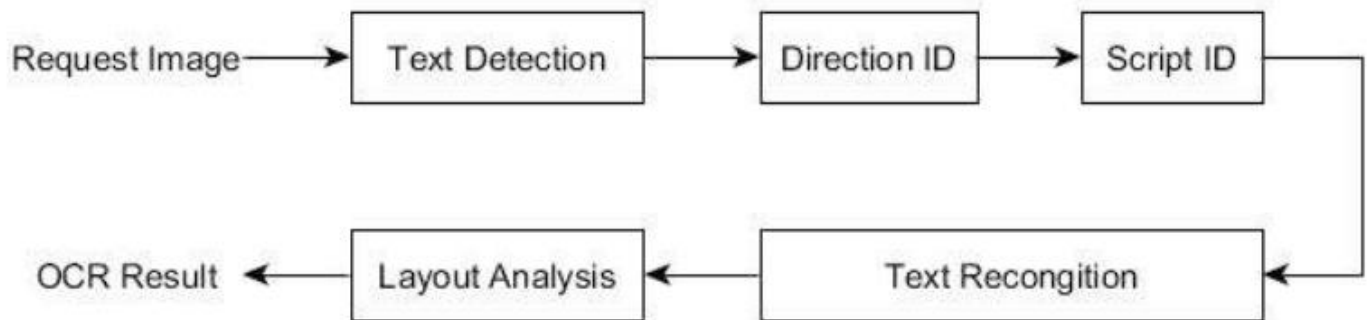 Request Image Text Detection Direction ID Script ID
OCR Result Layout Analysis Text Recongition